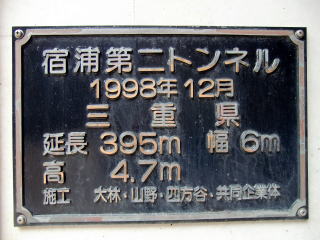 宿浦第二トンネル
1998年12月
三重県
延長 395m 幅 6m
高 4.7m
施工 大林・山野・四方谷・共同企業体